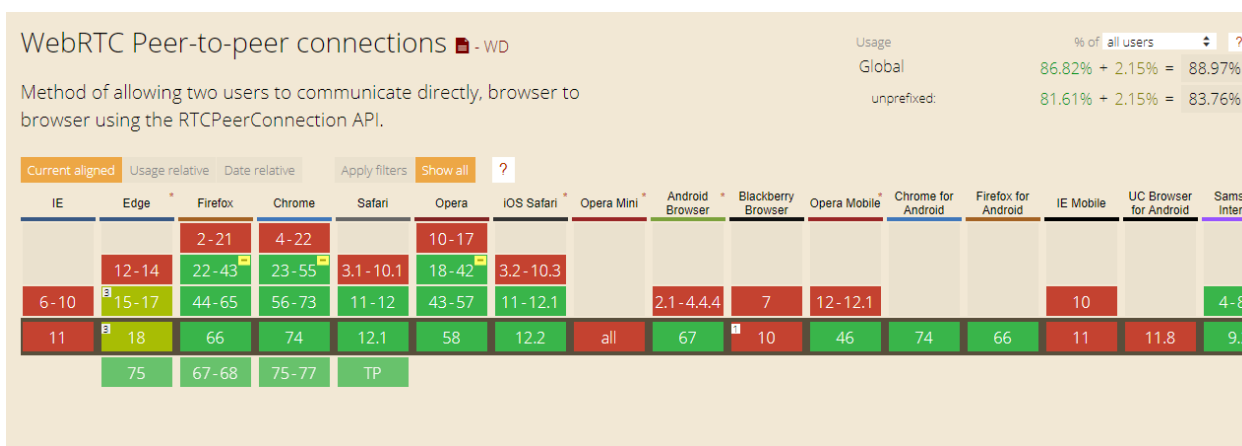 WebRTC Peer-to-peer connections - WD
Usage % of all users ?
Global 86.82% + 2.15% = 88.97%
unprefixed: 81.61% + 2.15% = 83.76%
Method of allowing two users to communicate directly, browser to
browser using the RTCPeerConnection API.
Current aligned Usage relative Date relative Apply filters Show all ?
IE Edge * Firefox Chrome Safari Opera iOS Safari * Opera Mini * Android Browser * Blackberry Browser Opera Mobile * Chrome for Android Firefox for Android IE Mobile UC Browser for Android Sams Inter
2-21 4-22 10-17
12-14 22-43 23-55 3.1-10.1 18-42 3.2-10.3
6-10 3 15-17 44-65 56-73 11-12 43-57 11-12.1 2.1-4.4.4 7 12-12.1 10 4-8
11 3 18 66 74 12.1 58 12.2 all 67 1 10 46 74 66 11 11.8 9.
75 67-68 75-77 TP